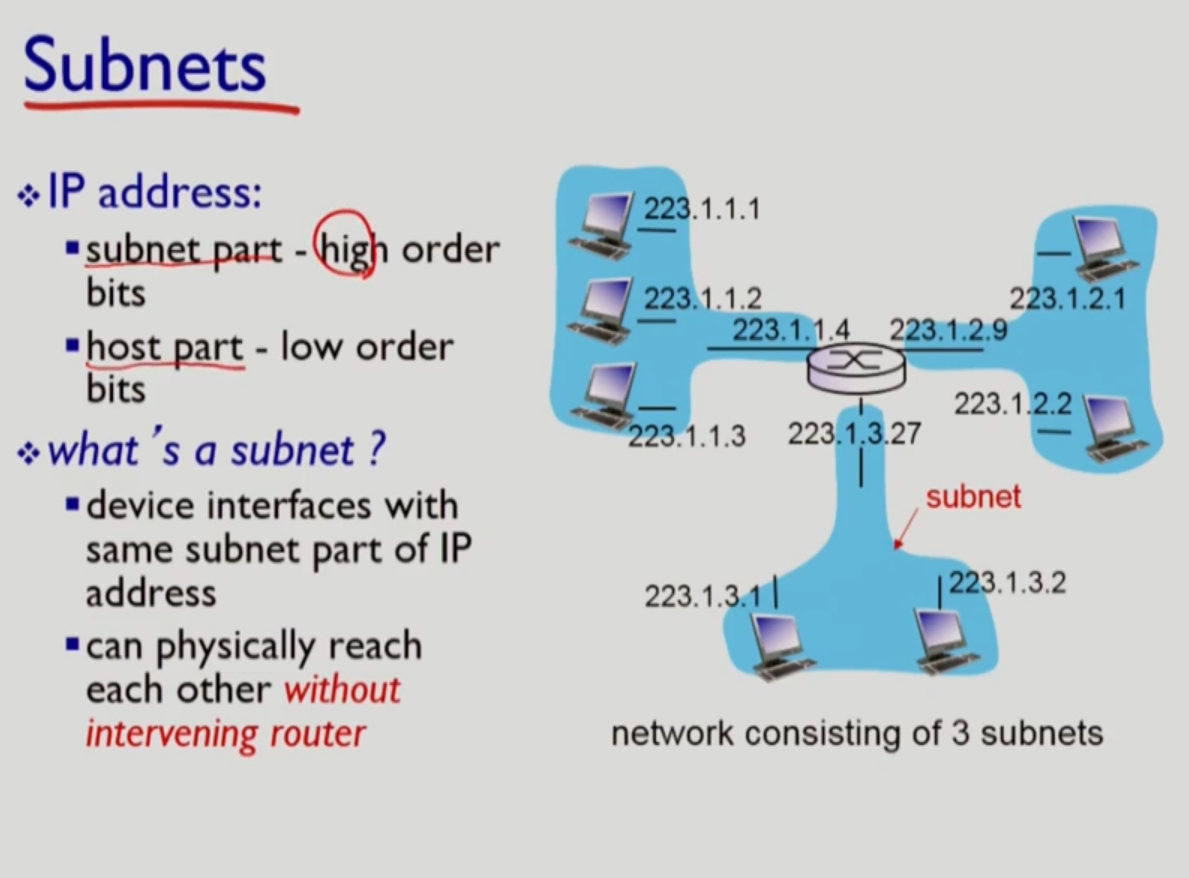 Subnets
IP address:
subnet part - high order
bits
host part - low order
bits
what's a subnet ?
device interfaces with
same subnet part of IP
address
can physically reach
each other without
intervening router
223.1.1.1
223.1.1.2
223.1.1.3
223.1.1.4
223.1.2.9
223.1.2.1
223.1.2.2
223.1.3.27
subnet
223.1.3.1
223.1.3.2
network consisting of 3 subnets